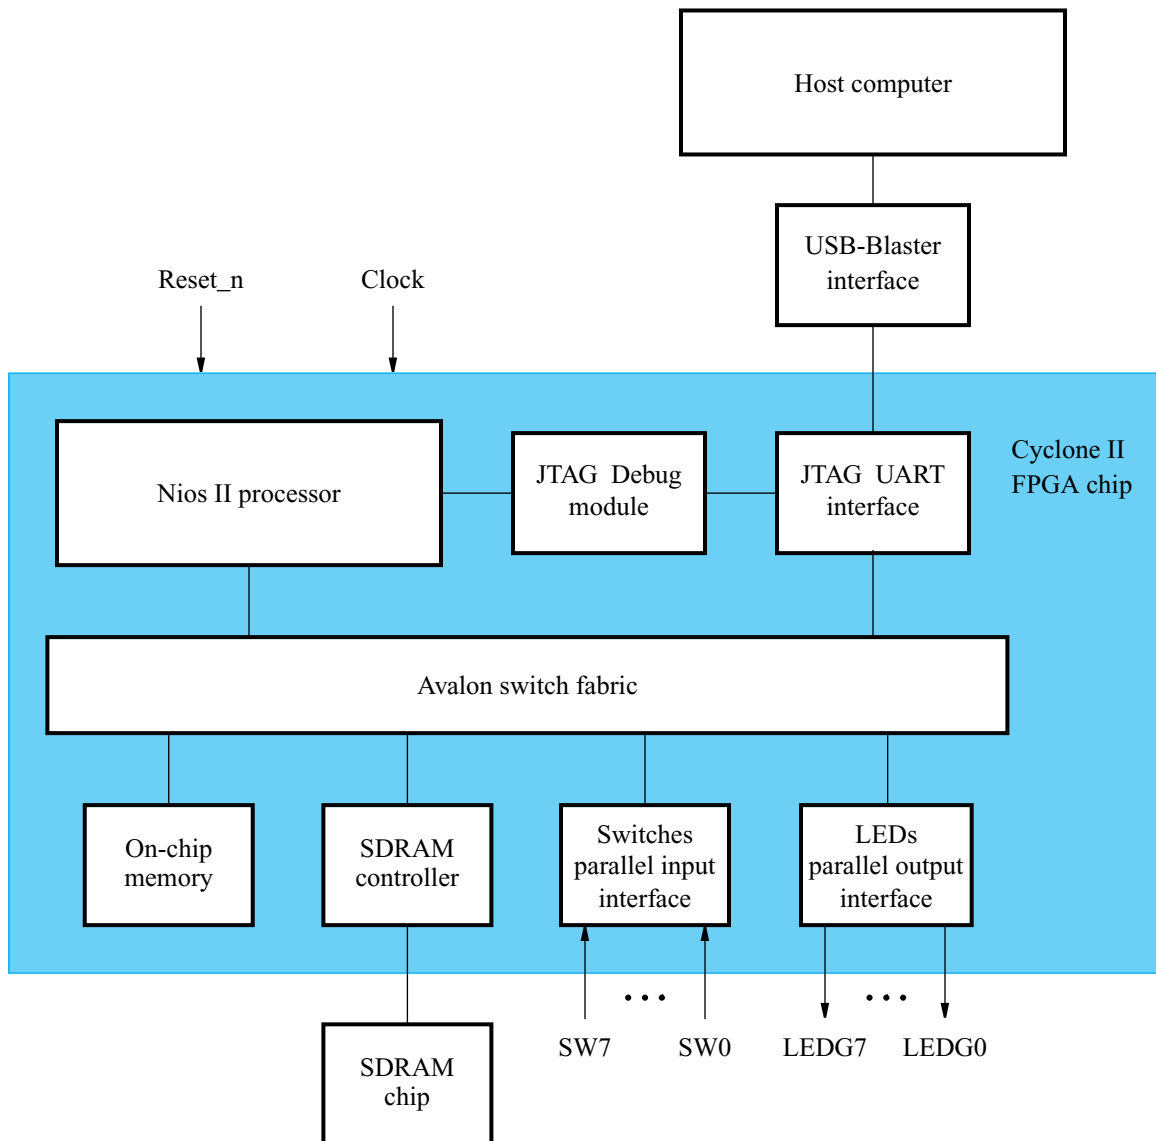 Host computer
USB-Blaster
interface
Reset_n
Clock
Cyclone II
FPGA chip
Nios II processor
JTAG Debug
module
JTAG UART
interface
Avalon switch fabric
On-chip
memory
SDRAM
controller
Switches
parallel input
interface
LEDs
parallel output
interface
SW7
• • •
SW0
LEDG7
• • •
LEDG0
SDRAM
chip